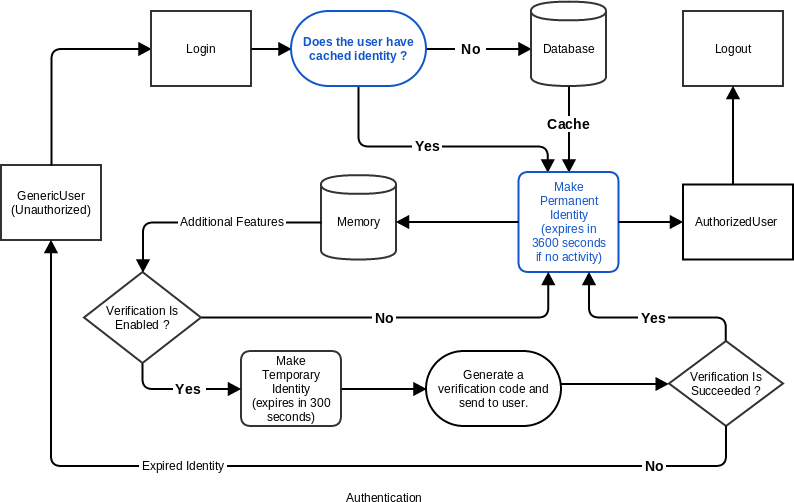 Login
Does the user have
cached identity ?
No
Database
Logout
Cache
Yes
GenericUser
(Unauthorized)
Make
Permanent
Identity
(expires in
3600 seconds
if no activity)
AuthorizedUser
Additional Features
Memory
Verification Is
Enabled ?
No
Yes
Make
Temporary
Identity
(expires in 300
seconds)
Generate a
verification code and
send to user.
Verification Is
Succeeded ?
Yes
Expired Identity
No
Authentication